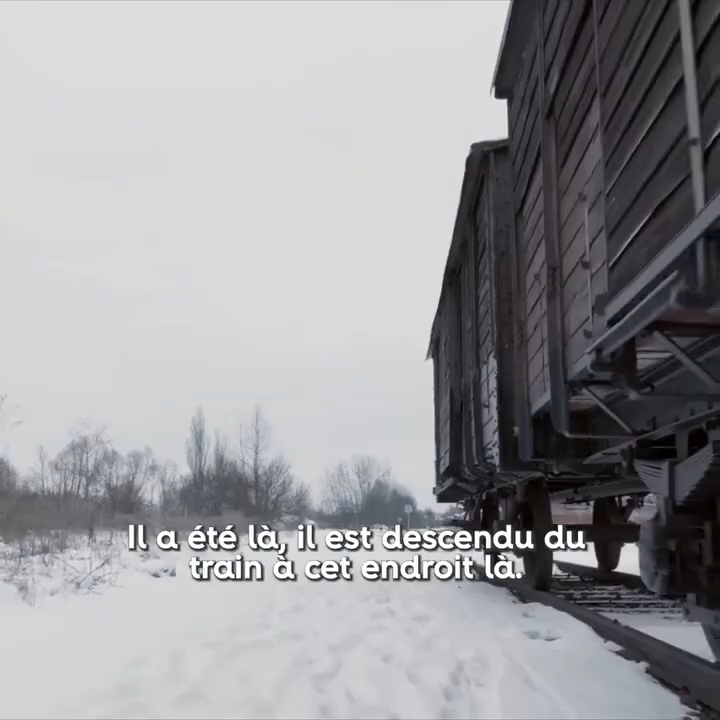 Il a été là, il est descendu du
train à cet endroit là.